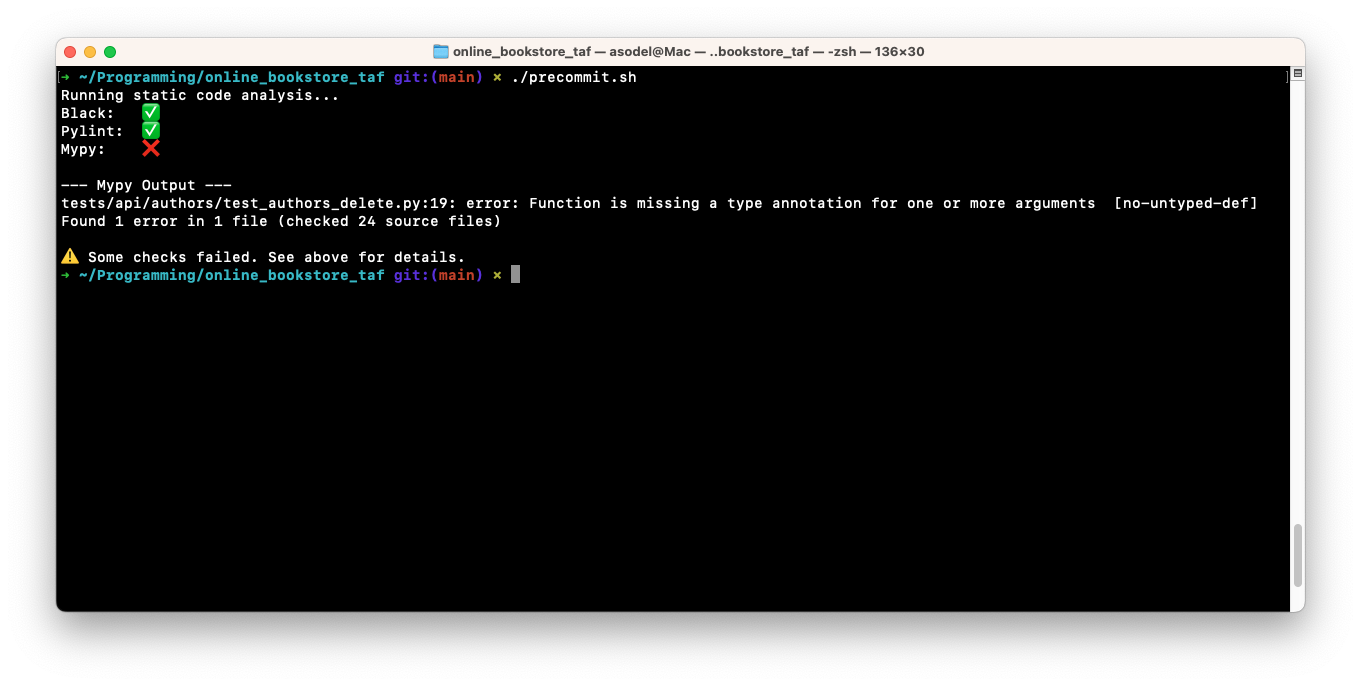 online_bookstore_taf — asodel@Mac — ..bookstore_taf — -zsh — 136×30
[➜ ~/Programming/online_bookstore_taf git:(main) × ./precommit.sh ]
Running static code analysis...
Black: ✅
Pylint: ✅
Mypy: ❌
--- Mypy Output ---
tests/api/authors/test_authors_delete.py:19: error: Function is missing a type annotation for one or more arguments  [no-untyped-def]
Found 1 error in 1 file (checked 24 source files)
⚠️ Some checks failed. See above for details.
➜ ~/Programming/online_bookstore_taf git:(main) ×